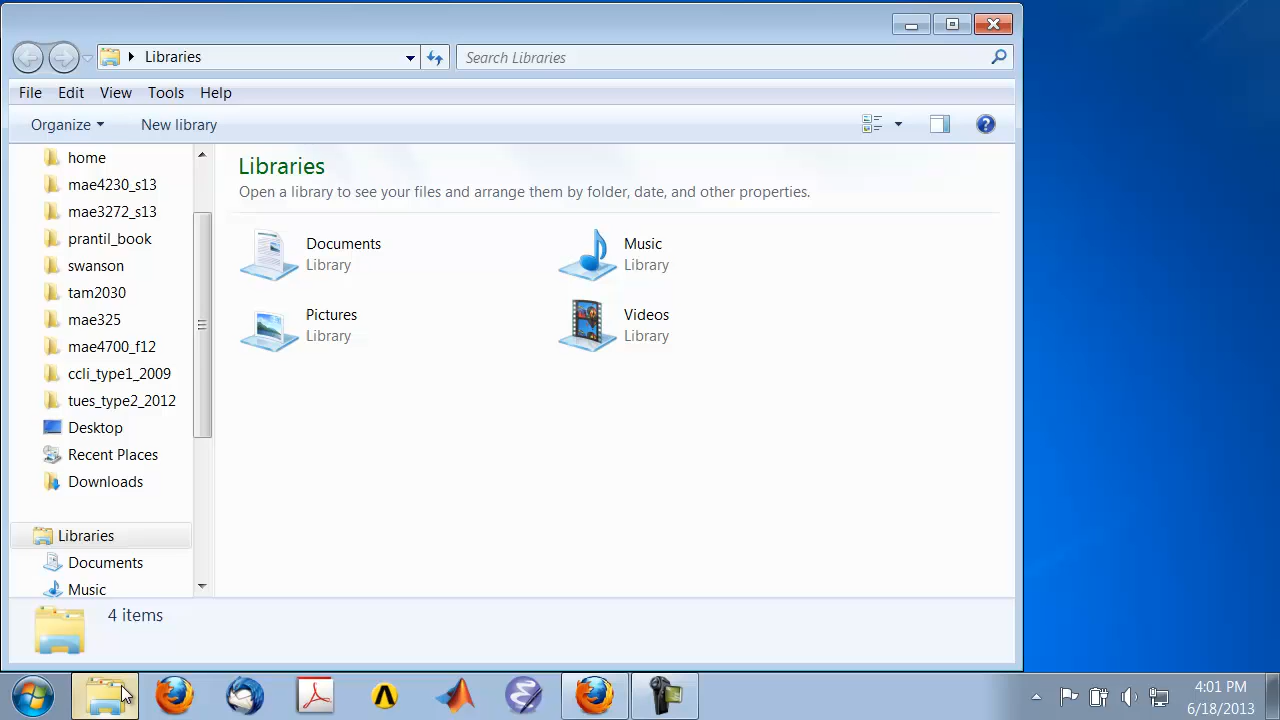 Libraries
Search Libraries
File Edit View Tools Help
Organize New library
home
mae4230_s13
mae3272_s13
prantil_book
swanson
tam2030
mae325
mae4700_f12
ccli_type1_2009
tues_type2_2012
Desktop
Recent Places
Downloads
Libraries
Documents
Music
Libraries
Open a library to see your files and arrange them by folder, date, and other properties.
Documents
Library
Music
Library
Pictures
Library
Videos
Library
4 items
4:01 PM
6/18/2013